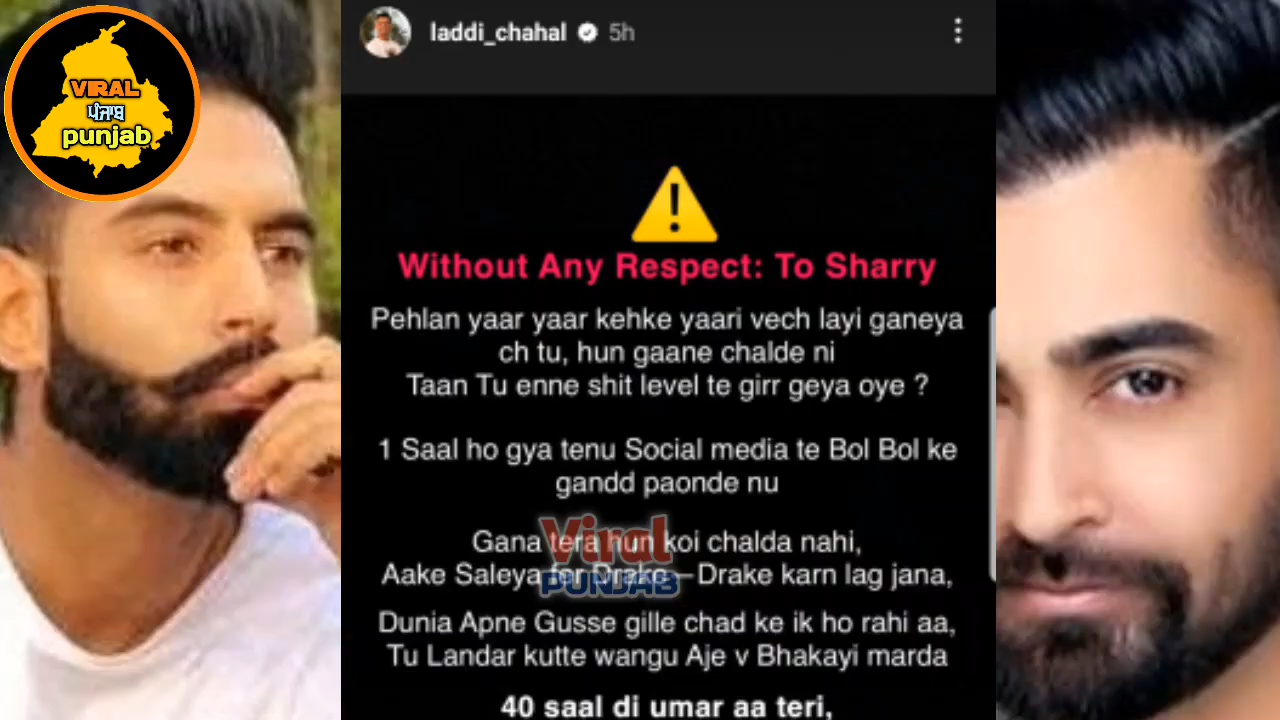 VIRAL
ਪੰਜਾਬ
punjab
laddi_chahal 5h
Without Any Respect: To Sharry
Pehlan yaar yaar kehke yaari vech layi ganeya
ch tu, hun gaane chalde ni
Taan Tu enne shit level te girr geya oye ?
1 Saal ho gya tenu Social media te Bol Bol ke
gandd paonde nu
Gana tera hun koi chalda nahi,
Aake Saleya for Drake—Drake karn lag jana,
Viral
PUNJAB
Dunia Apne Gusse gille chad ke ik ho rahi aa,
Tu Landar kutte wangu Aje v Bhakayi marda
40 saal di umar aa teri,